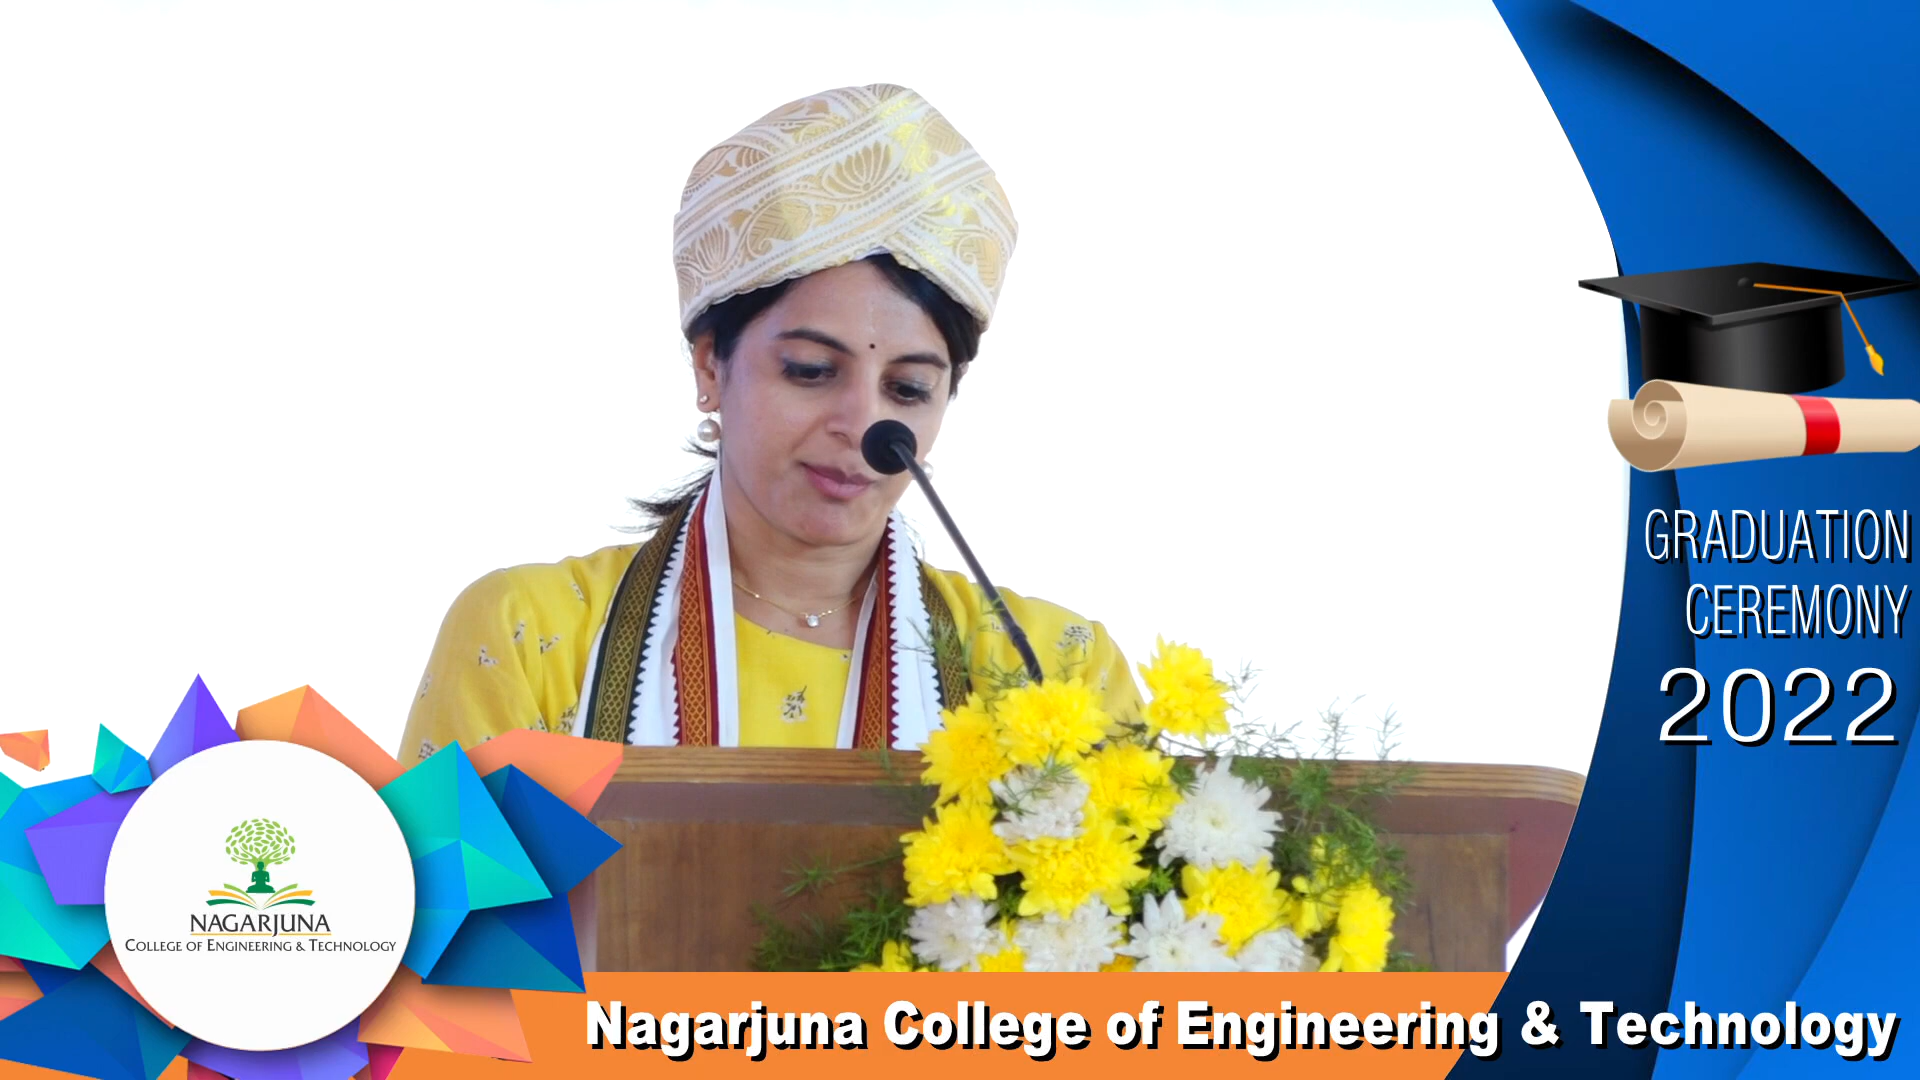 GRADUATION
CEREMONY
2022
NAGARJUNA
COLLEGE OF ENGINEERING & TECHNOLOGY
Nagarjuna College of Engineering & Technology